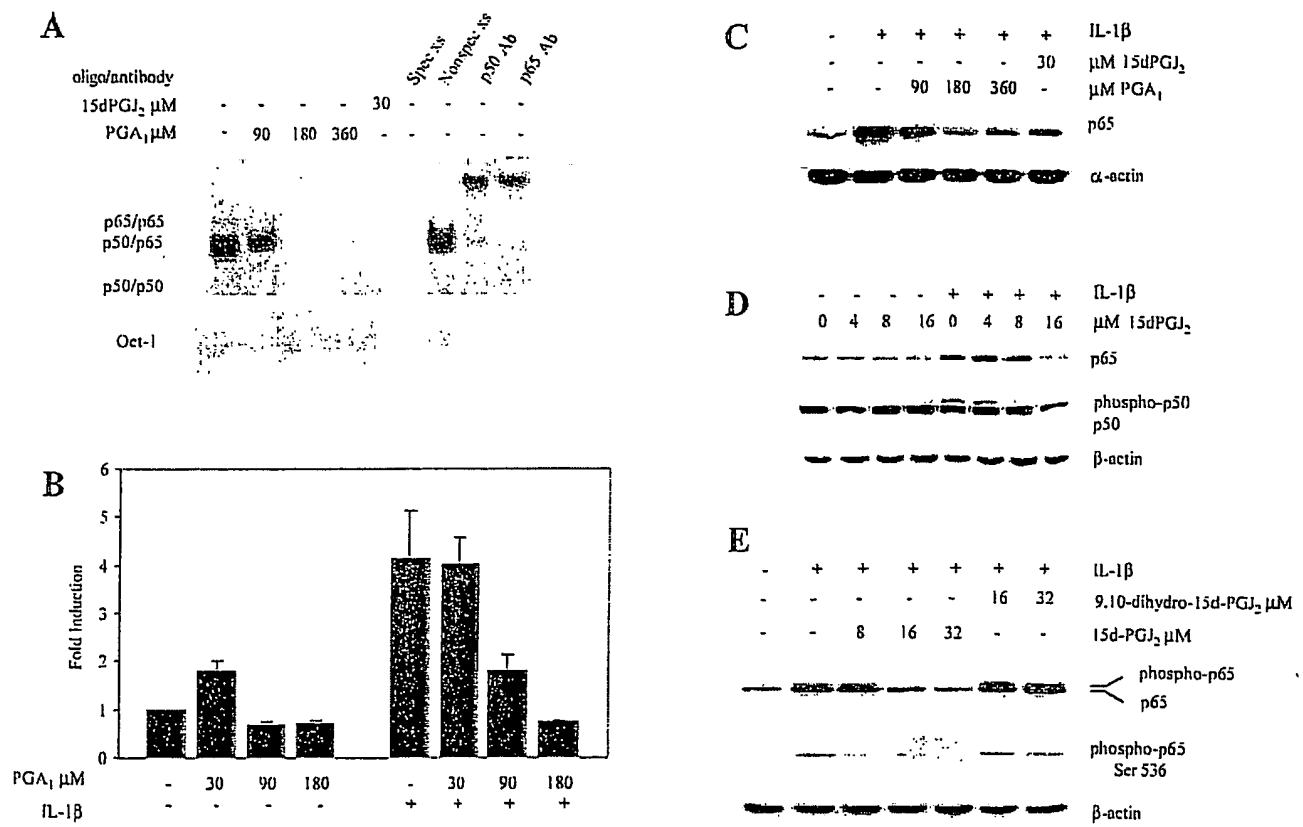 A
oligo/antibody
Spec xs
Nonspec xs
p50 Ab
p65 Ab
15dPGJ₂ μM - - - - 30 - - - -
PGA₁ μM - 90 180 360 - - - - -
p65/p65
p50/p65
p50/p50
Oct-1
B
Fold Induction
6
5
4
3
2
1
0
PGA₁ μM - 30 90 180 - 30 90 180
IL-1β - - - - + + + +
C
- + + + + + IL-1β
- - - - - 30 μM 15dPGJ₂
- - 90 180 360 - μM PGA₁
p65
α-actin
D
- - - - + + + + IL-1β
0 4 8 16 0 4 8 16 μM 15dPGJ₂
p65
phospho-p50
p50
β-actin
E
- + + + + + + IL-1β
- - - - - 16 32 9.10-dihydro-15d-PGJ₂ μM
- - 8 16 32 - - 15d-PGJ₂ μM
phospho-p65
p65
phospho-p65
Ser 536
β-actin